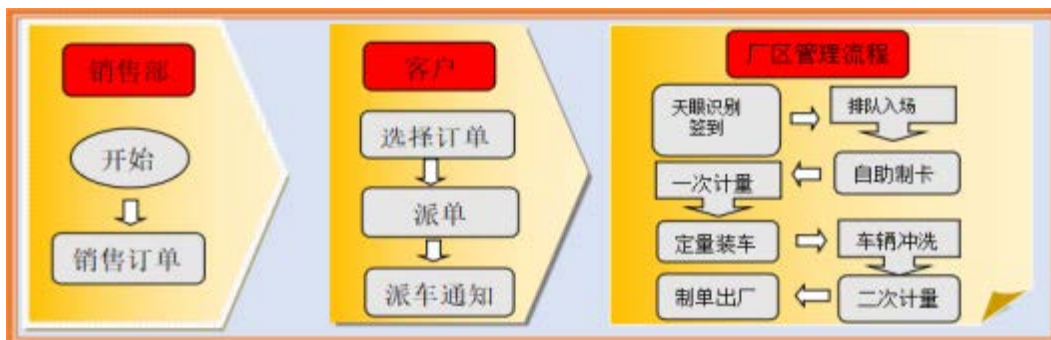 销售部
开始
销售订单
客户
选择订单
派单
派车通知
厂区管理流程
天眼识别
签到
排队入场
自助制卡
一次计量
定量装车
车辆冲洗
二次计量
制单出厂